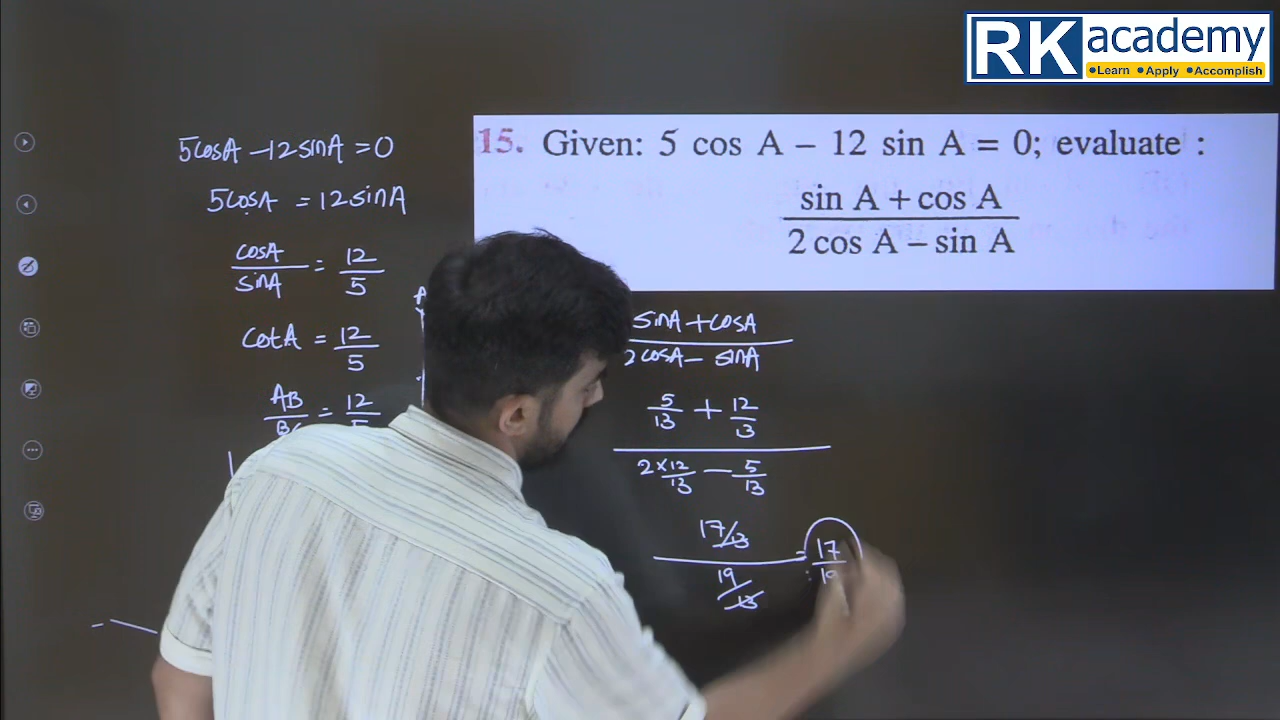 RK academy
•Learn •Apply •Accomplish
15. Given: 5 cos A – 12 sin A = 0; evaluate :
sin A + cos A
2 cos A – sin A
5cosA – 12sinA = 0
5cosA = 12sinA
cosA / sinA = 12 / 5
cotA = 12 / 5
AB = 12
sinA + cosA
2cosA – sinA
5/13 + 12/13
2×12/13 – 5/13
17/13
19/13
= 17
19